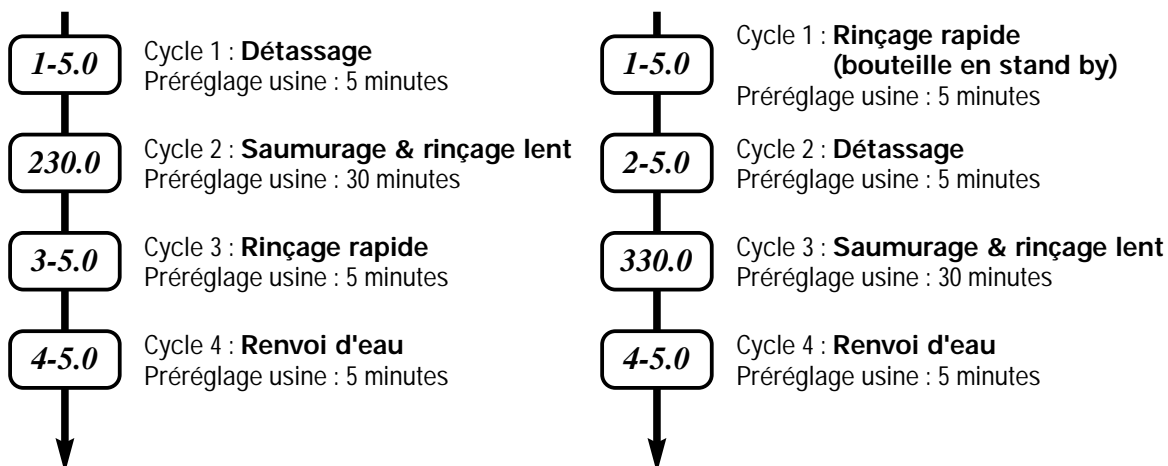 1-5.0
Cycle 1 : Détassage
Préréglage usine : 5 minutes
230.0
Cycle 2 : Saumurage & rinçage lent
Préréglage usine : 30 minutes
3-5.0
Cycle 3 : Rinçage rapide
Préréglage usine : 5 minutes
4-5.0
Cycle 4 : Renvoi d'eau
Préréglage usine : 5 minutes
1-5.0
Cycle 1 : Rinçage rapide
(bouteille en stand by)
Préréglage usine : 5 minutes
2-5.0
Cycle 2 : Détassage
Préréglage usine : 5 minutes
330.0
Cycle 3 : Saumurage & rinçage lent
Préréglage usine : 30 minutes
4-5.0
Cycle 4 : Renvoi d'eau
Préréglage usine : 5 minutes